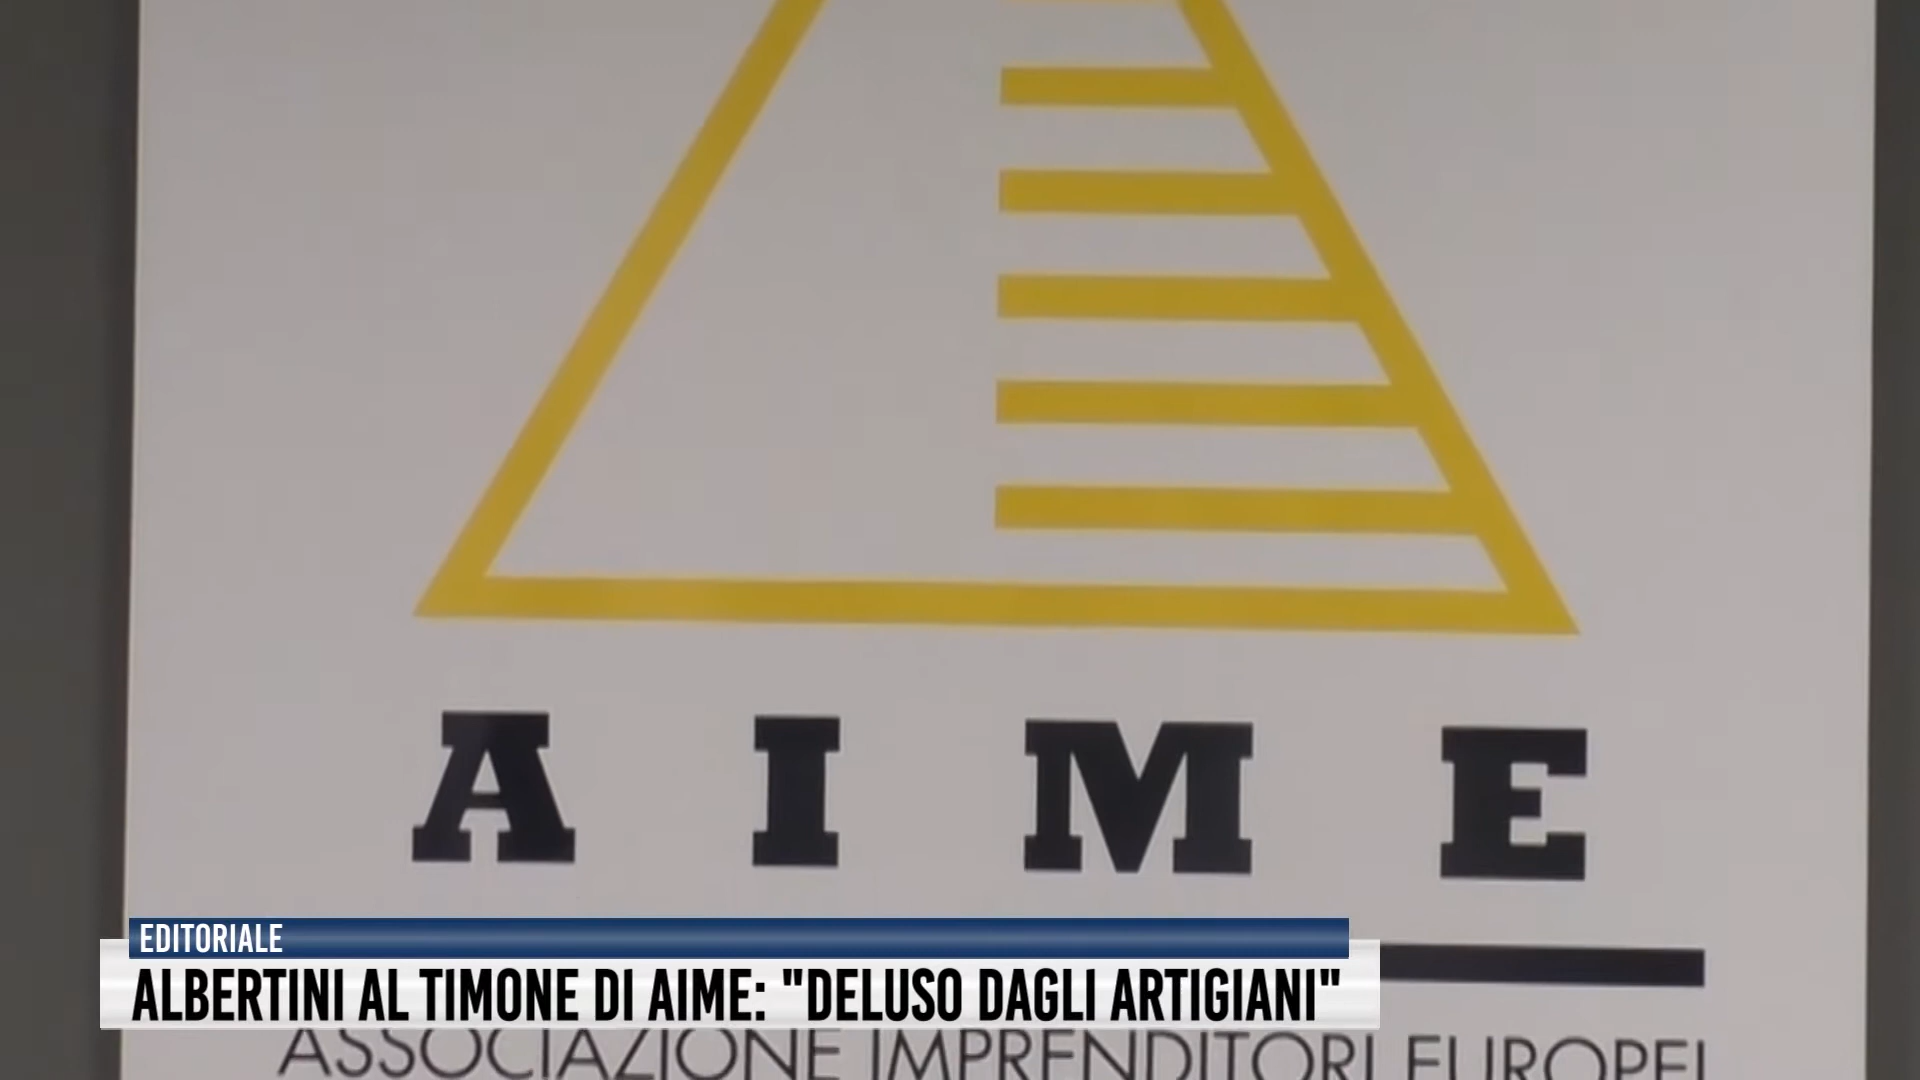 AIME
EDITORIALE
ALBERTINI AL TIMONE DI AIME: "DELUSO DAGLI ARTIGIANI"
ASSOCIAZIONE IMPRENDITORI EUROPEI